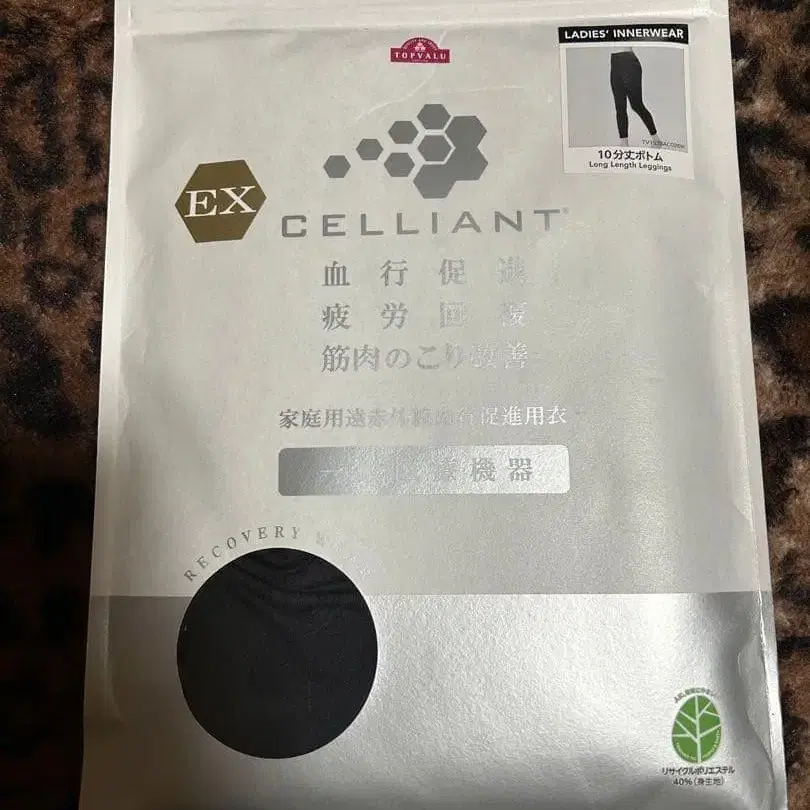 TOPVALU
LADIES' INNERWEAR
10分丈ボトム
Long Length Leggings
EX
CELLIANT
血行促進
疲労回復
筋肉のこり改善
家庭用遠赤外線血行促進用衣
機器
RECOVERY
リサイクルポリエステル
40%(身生地)